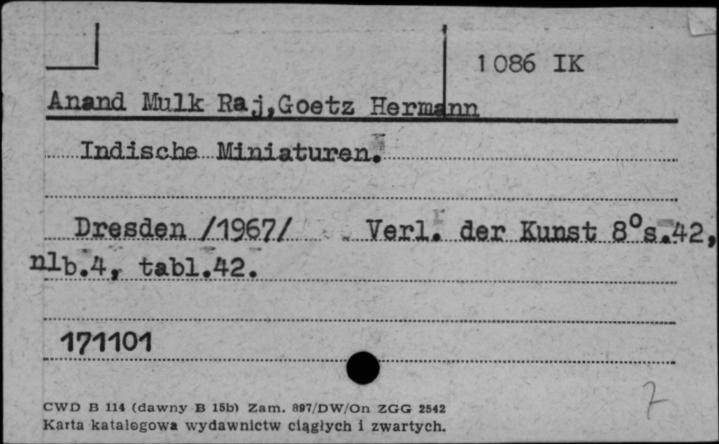 1086 IK
Anand Mulk Raj,Goetz Hermann
Indische Miniaturen.
Dresden /1967/ Verl. der Kunst 8°s.42,
nlb.4, tabl.42.
171101
7
CWD B 114 (dawny B 15b) Zam. 897/DW/On ZGG 2542
Karta katalogowa wydawnictw ciągłych i zwartych.